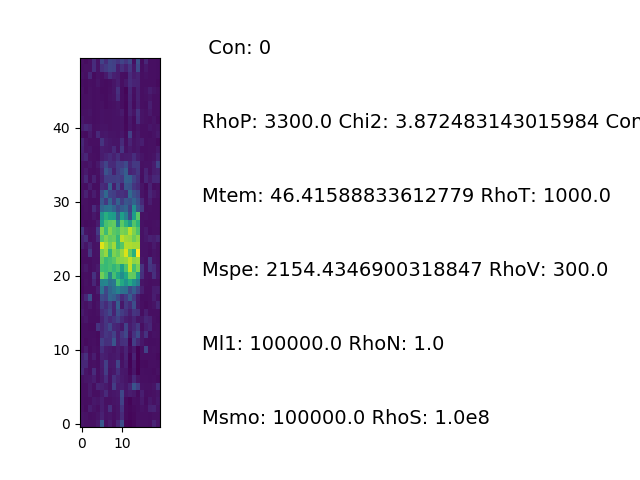 Con: 0
RhoP: 3300.0 Chi2: 3.872483143015984 Con
Mtem: 46.41588833612779 RhoT: 1000.0
Mspe: 2154.4346900318847 RhoV: 300.0
Ml1: 100000.0 RhoN: 1.0
Msmo: 100000.0 RhoS: 1.0e8
40
30
20
10
0
0 10